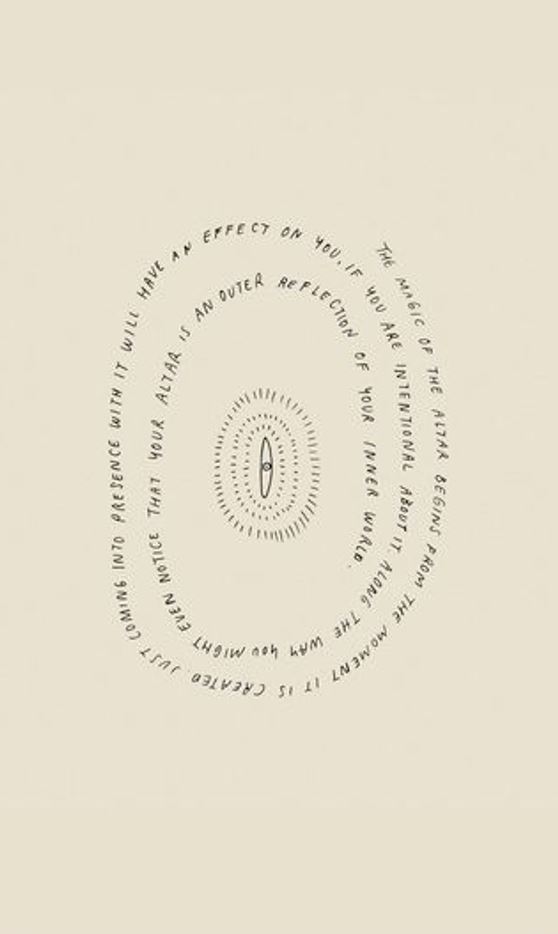 THE MAGIC OF THE ALTAR BEGINS FROM THE MOMENT IT IS CREATED. JUST COMING INTO PRESENCE WITH IT WILL HAVE AN EFFECT ON YOU, IF YOU ARE INTENTIONAL ABOUT IT. ALONG THE WAY YOU MIGHT EVEN NOTICE THAT YOUR ALTAR IS AN OUTER REFLECTION OF YOUR INNER WORLD.